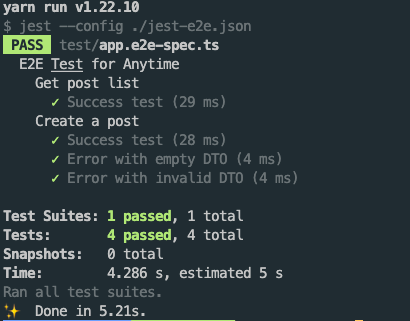 yarn run v1.22.10
$ jest --config ./jest-e2e.json
PASS test/app.e2e-spec.ts
E2E Test for Anytime
Get post list
✓ Success test (29 ms)
Create a post
✓ Success test (28 ms)
✓ Error with empty DTO (4 ms)
✓ Error with invalid DTO (4 ms)
Test Suites: 1 passed, 1 total
Tests: 4 passed, 4 total
Snapshots: 0 total
Time: 4.286 s, estimated 5 s
Ran all test suites.
✨ Done in 5.21s.